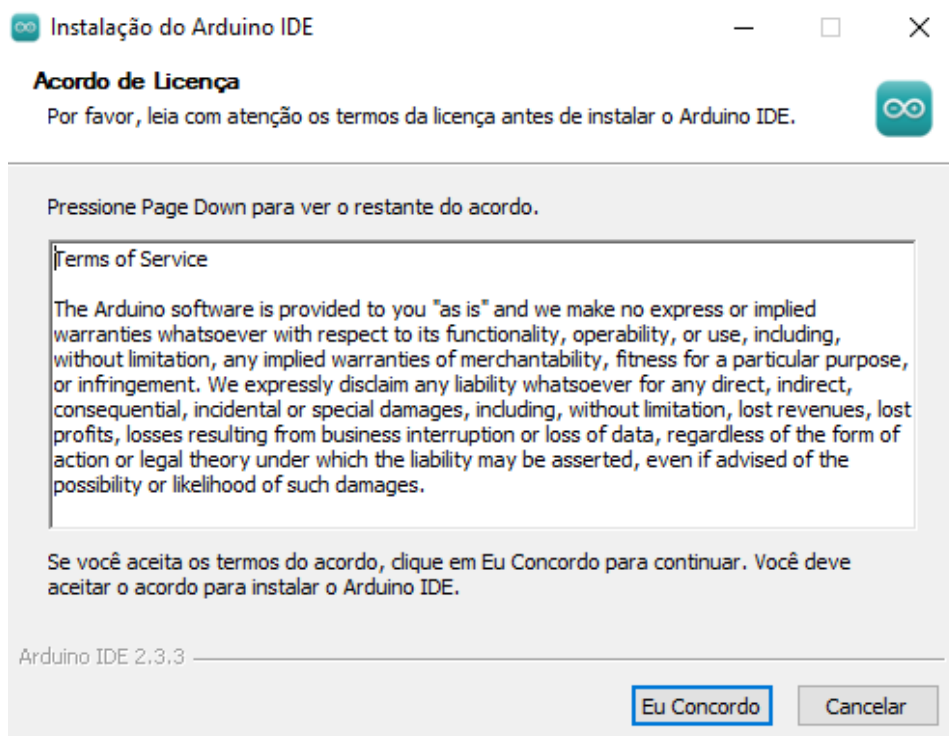 Instalação do Arduino IDE
Acordo de Licença
Por favor, leia com atenção os termos da licença antes de instalar o Arduino IDE.
Pressione Page Down para ver o restante do acordo.
Terms of Service
The Arduino software is provided to you "as is" and we make no express or implied
warranties whatsoever with respect to its functionality, operability, or use, including,
without limitation, any implied warranties of merchantability, fitness for a particular purpose,
or infringement. We expressly disclaim any liability whatsoever for any direct, indirect,
consequential, incidental or special damages, including, without limitation, lost revenues, lost
profits, losses resulting from business interruption or loss of data, regardless of the form of
action or legal theory under which the liability may be asserted, even if advised of the
possibility or likelihood of such damages.
Se você aceita os termos do acordo, clique em Eu Concordo para continuar. Você deve
aceitar o acordo para instalar o Arduino IDE.
Arduino IDE 2.3.3
Eu Concordo
Cancelar